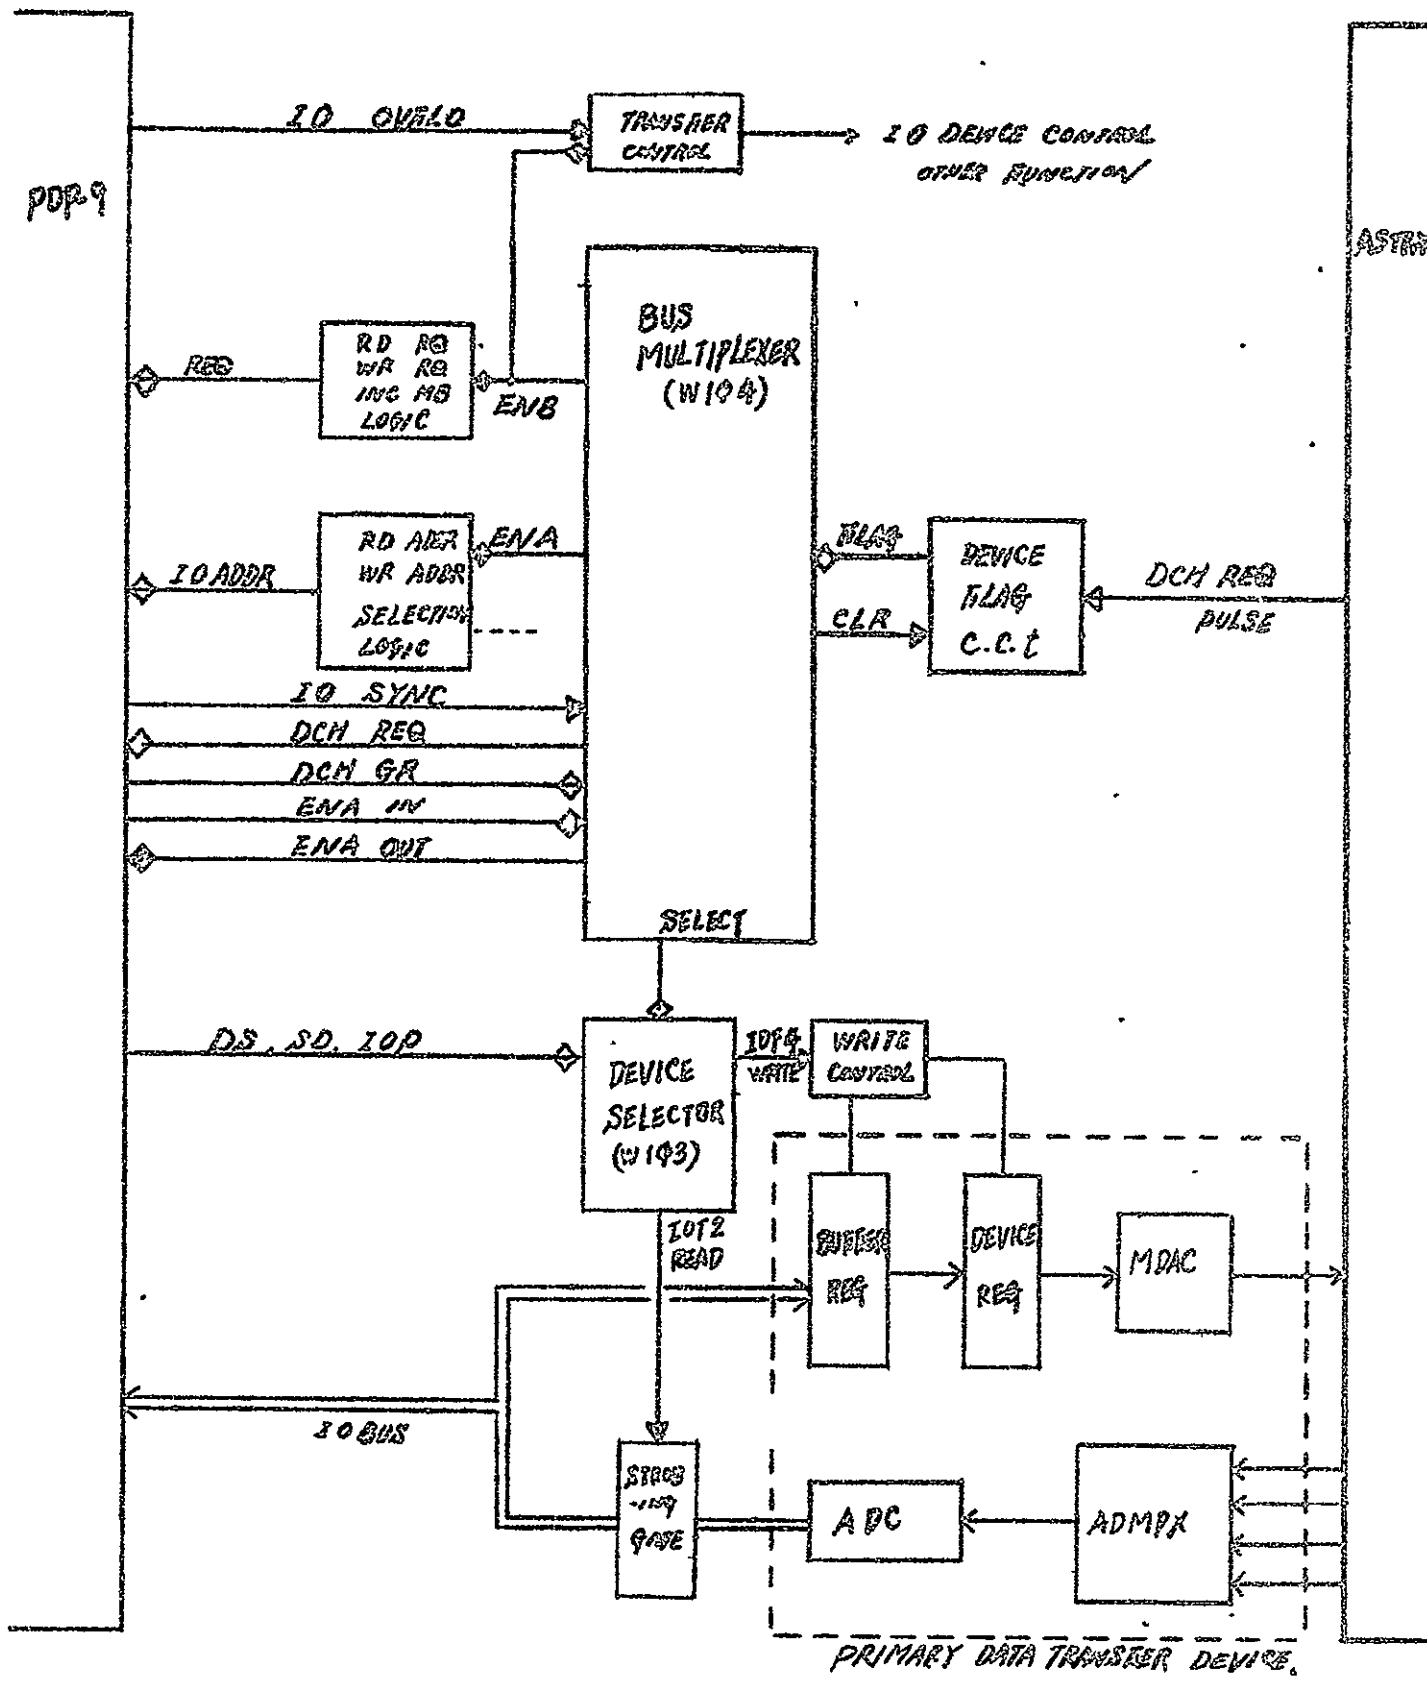 PDP-9
IO OVFLO
TRANSFER
CONTROL
IO DEVICE CONTROL
OTHER FUNCTION
REQ
RD RQ
WR RQ
INC MB
LOGIC
ENB
BUS
MULTIPLEXER
(W104)
IO ADDR
RD ADDR
WR ADDR
SELECTION
LOGIC
ENA
FLAG
CLR
DEVICE
FLAG
C.C.t
DCH REQ
PULSE
IO SYNC
DCH REQ
DCH GR
ENA IN
ENA OUT
SELECT
DS. SD. IOP
DEVICE
SELECTOR
(W103)
WRITE
WRITE
CONTROL
IOT2
READ
BUFFER
REG
DEVICE
REG
MDAC
IO BUS
STROB
-ING
GATE
ADC
ADMPX
PRIMARY DATA TRANSFER DEVICE.